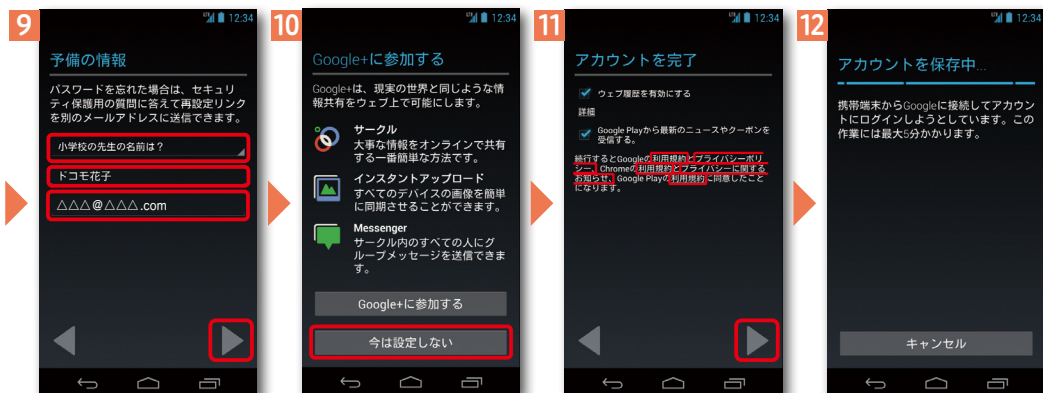 9
12:34
予備の情報
パスワードを忘れた場合は、セキュリ
ティ保護用の質問に答えて再設定リンク
を別のメールアドレスに送信できます。
小学校の先生の名前は？
ドコモ花子
△△△@△△△.com
10
12:34
Google+に参加する
Google+は、現実の世界と同じような情
報共有をウェブ上で可能にします。
サークル
大事な情報をオンラインで共有
する一番簡単な方法です。
インスタントアップロード
すべてのデバイスの画像を簡単
に同期させることができます。
Messenger
サークル内のすべての人にグ
ループメッセージを送信できま
す。
Google+に参加する
今は設定しない
11
12:34
アカウントを完了
ウェブ履歴を有効にする
詳細
Google Playから最新のニュースやクーポンを
受信する。
続行するとGoogleの利用規約とプライバシーポリ
シー、Chromeの利用規約とプライバシーに関する
お知らせ、Google Playの利用規約に同意したこと
になります。
12
12:34
アカウントを保存中...
携帯端末からGoogleに接続してアカウン
トにログインしようとしています。この
作業には最大5分かかります。
キャンセル